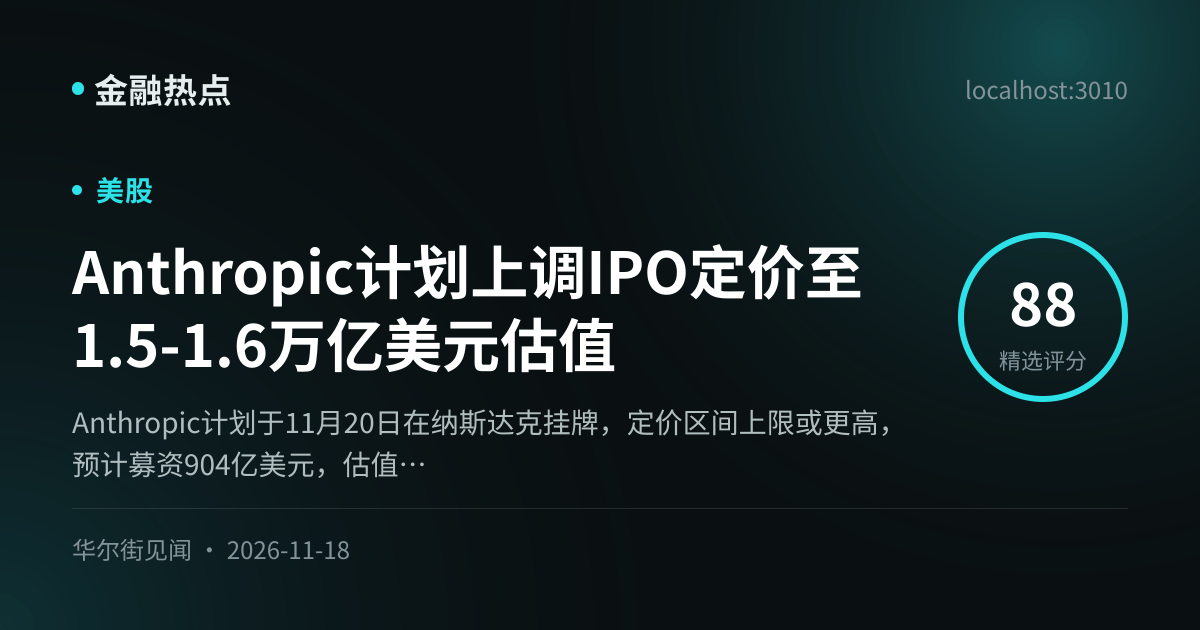 金融热点
localhost:3010
美股
Anthropic计划上调IPO定价至
1.5-1.6万亿美元估值
88
精选评分
Anthropic计划于11月20日在纳斯达克挂牌，定价区间上限或更高，
预计募资904亿美元，估值…
华尔街见闻 · 2026-11-18